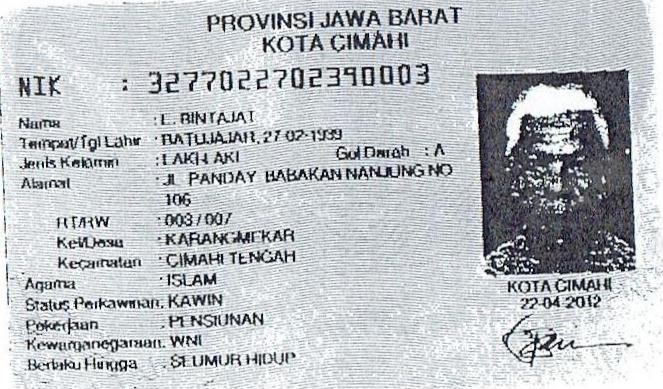 PROVINSI JAWA BARAT
KOTA CIMAHI
NIK : 3277022702390003
Nama : E. BINTAJAT
Tempat/Tgl Lahir : BATUJAJAR, 27-02-1939
Jenis Kelamin : LAKI-LAKI Gol Darah : A
Alamat : JL PANDAY BABAKAN NANJUNG NO
106
RT/RW : 003/007
Kel/Desa : KARANGMEKAR
Kecamatan : CIMAHI TENGAH
Agama : ISLAM
Status Perkawinan: KAWIN
Pekerjaan : PENSIUNAN
Kewarganegaraan: WNI
Berlaku Hingga : SEUMUR HIDUP
KOTA CIMAHI
22-04-2012